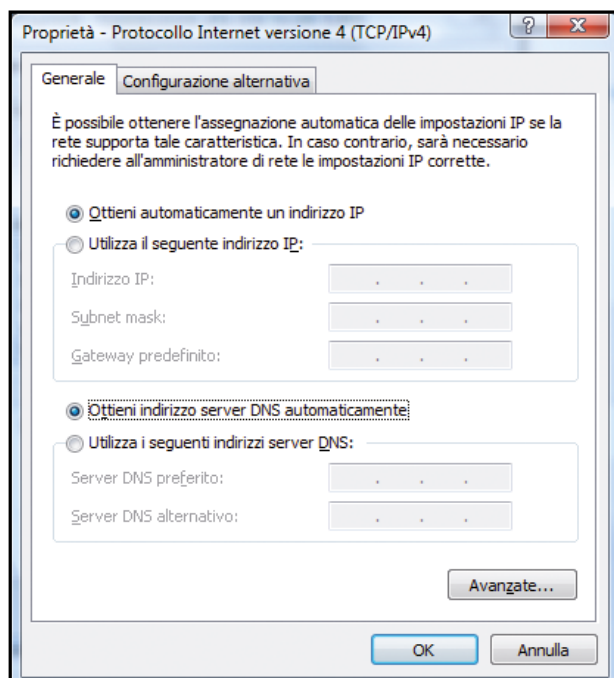 Proprietà - Protocollo Internet versione 4 (TCP/IPv4)
Generale
Configurazione alternativa
È possibile ottenere l'assegnazione automatica delle impostazioni IP se la
rete supporta tale caratteristica. In caso contrario, sarà necessario
richiedere all'amministratore di rete le impostazioni IP corrette.
Ottieni automaticamente un indirizzo IP
Utilizza il seguente indirizzo IP:
Indirizzo IP:
Subnet mask:
Gateway predefinito:
Ottieni indirizzo server DNS automaticamente
Utilizza i seguenti indirizzi server DNS:
Server DNS preferito:
Server DNS alternativo:
Avanzate...
OK
Annulla